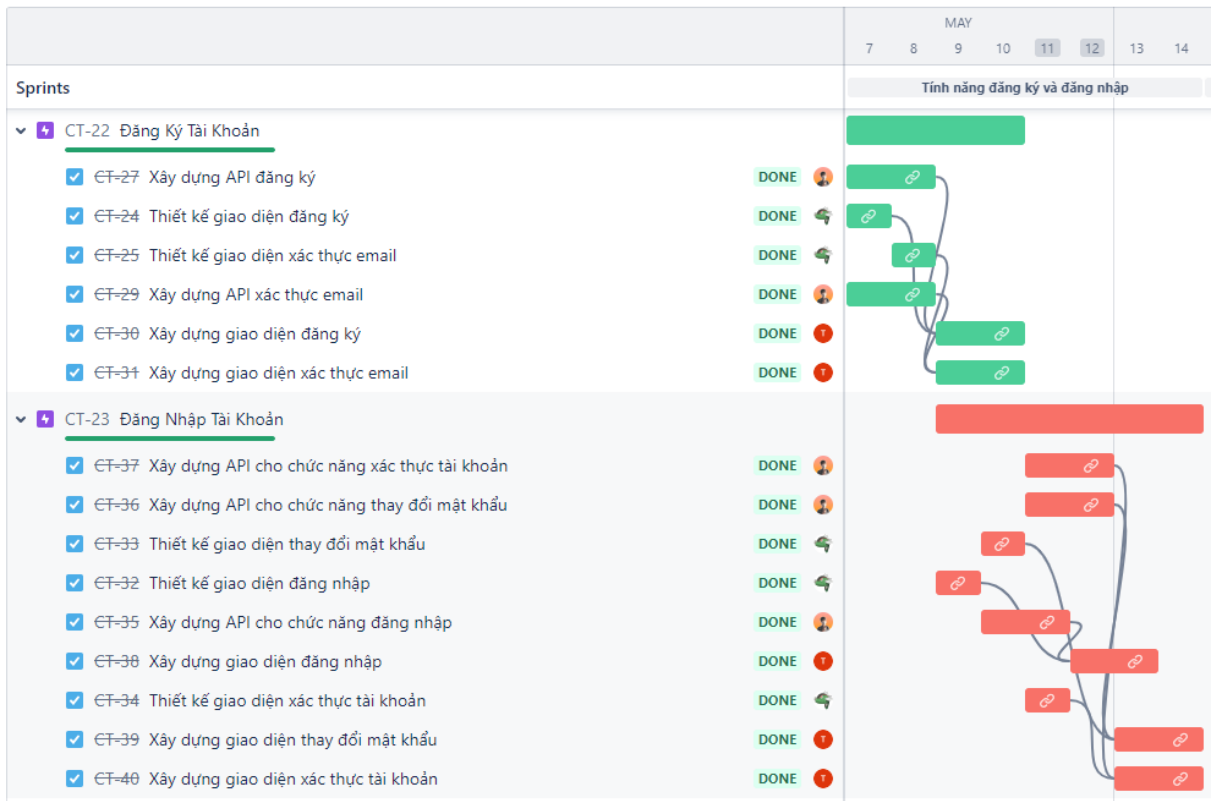 MAY
7 8 9 10 11 12 13 14
Sprints Tính năng đăng ký và đăng nhập
CT-22 Đăng Ký Tài Khoản
CT-27 Xây dựng API đăng ký DONE
CT-24 Thiết kế giao diện đăng ký DONE
CT-25 Thiết kế giao diện xác thực email DONE
CT-29 Xây dựng API xác thực email DONE
CT-30 Xây dựng giao diện đăng ký DONE T
CT-31 Xây dựng giao diện xác thực email DONE T
CT-23 Đăng Nhập Tài Khoản
CT-37 Xây dựng API cho chức năng xác thực tài khoản DONE
CT-36 Xây dựng API cho chức năng thay đổi mật khẩu DONE
CT-33 Thiết kế giao diện thay đổi mật khẩu DONE
CT-32 Thiết kế giao diện đăng nhập DONE
CT-35 Xây dựng API cho chức năng đăng nhập DONE
CT-38 Xây dựng giao diện đăng nhập DONE T
CT-34 Thiết kế giao diện xác thực tài khoản DONE
CT-39 Xây dựng giao diện thay đổi mật khẩu DONE T
CT-40 Xây dựng giao diện xác thực tài khoản DONE T